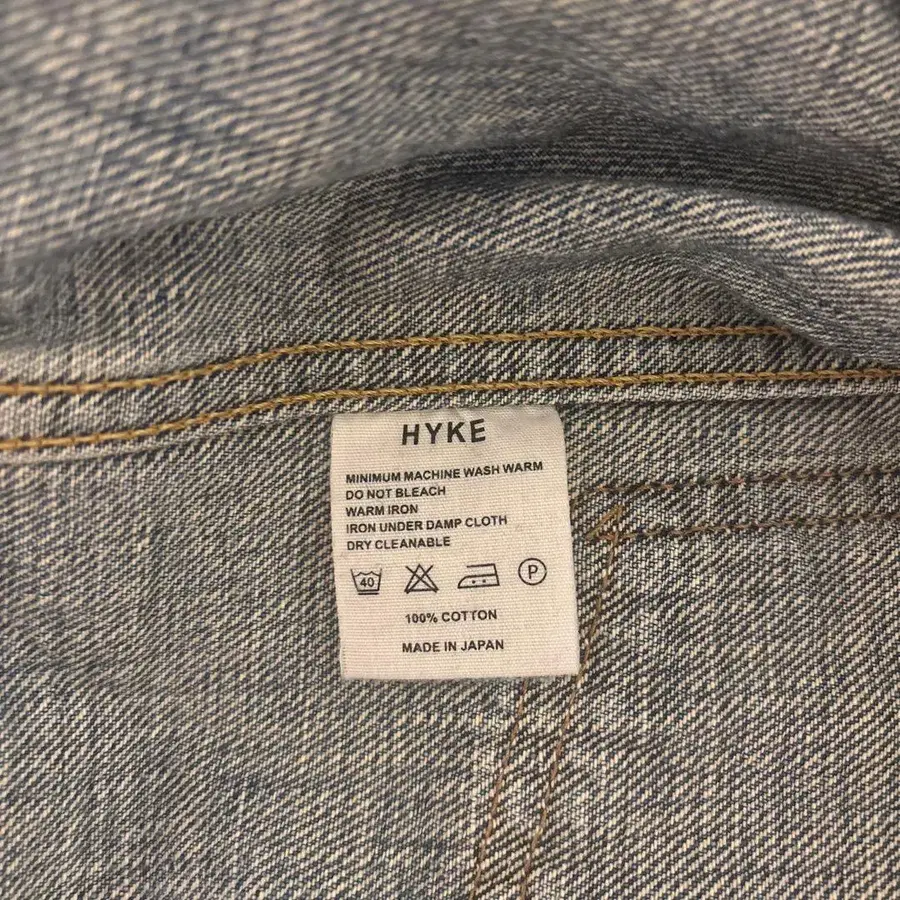 HYKE
MINIMUM MACHINE WASH WARM
DO NOT BLEACH
WARM IRON
IRON UNDER DAMP CLOTH
DRY CLEANABLE
40 P
100% COTTON
MADE IN JAPAN